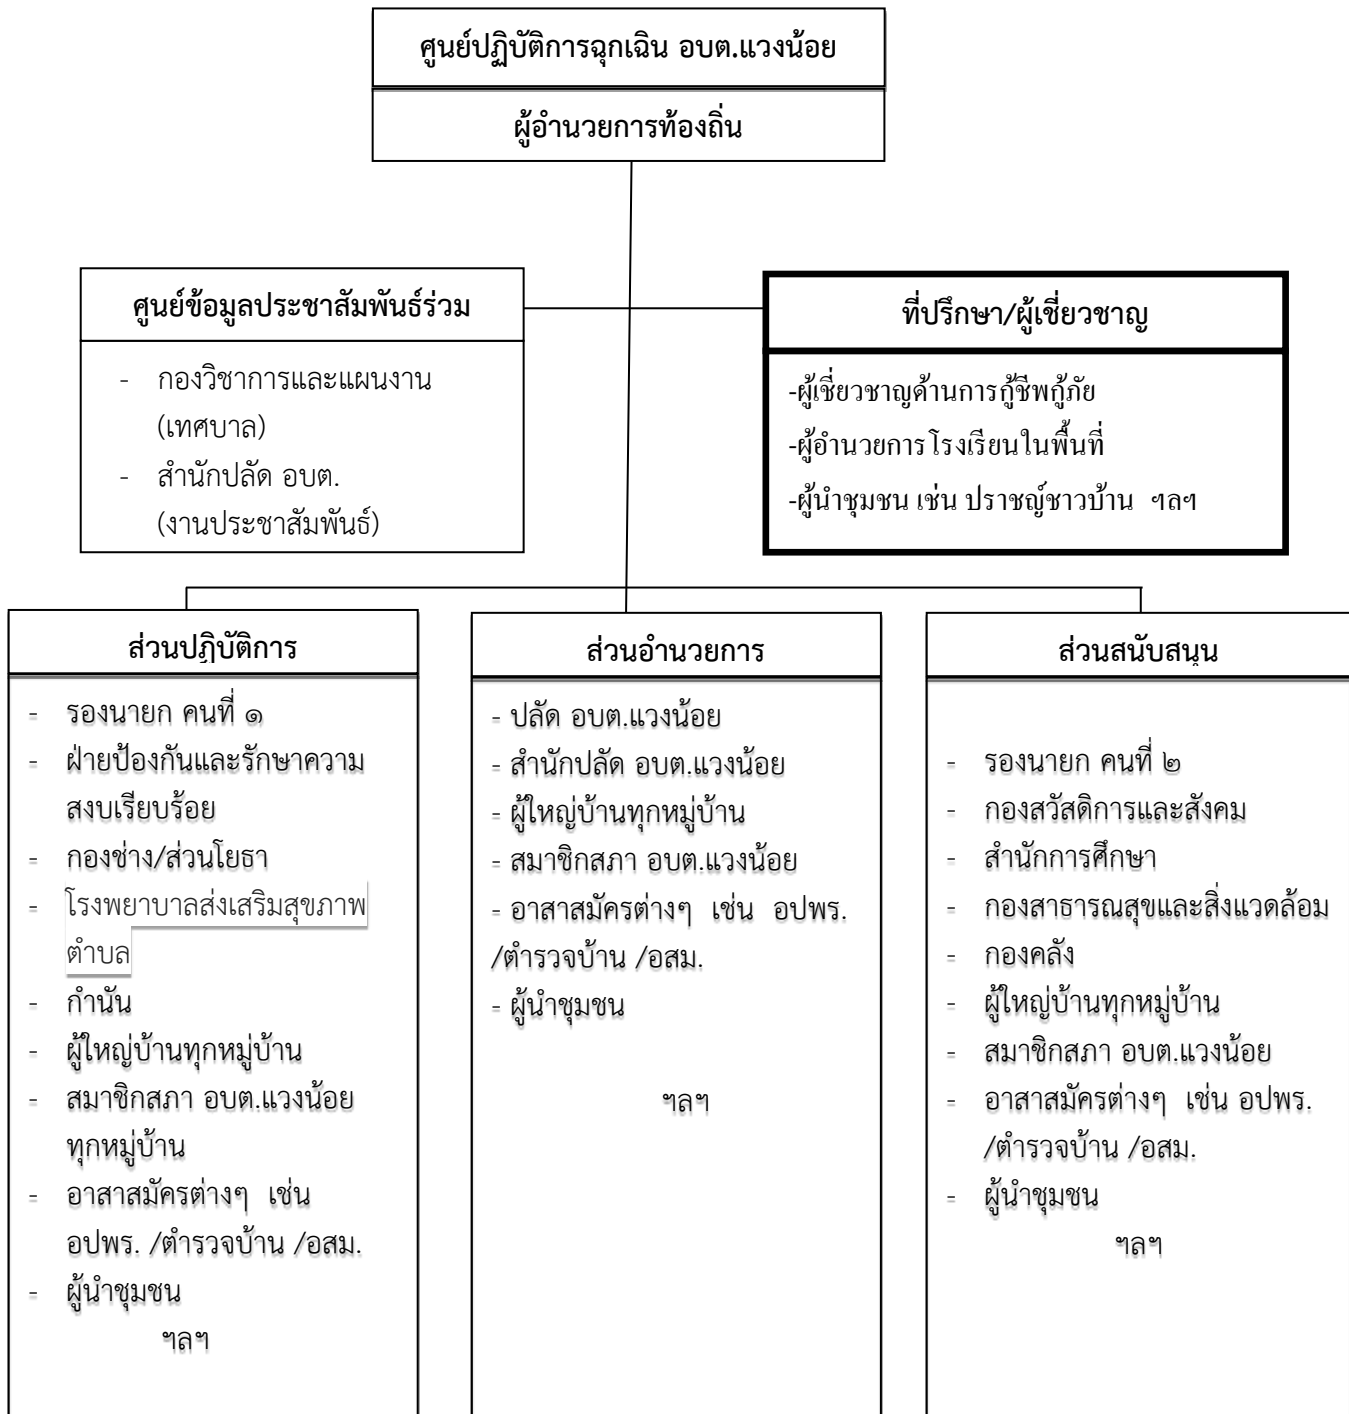 ศูนย์ปฏิบัติการฉุกเฉิน อบต.แวงน้อย
ผู้อำนวยการท้องถิ่น
ศูนย์ข้อมูลประชาสัมพันธ์ร่วม
- กองวิชาการและแผนงาน
(เทศบาล)
- สำนักปลัด อบต.
(งานประชาสัมพันธ์)
ที่ปรึกษา/ผู้เชี่ยวชาญ
-ผู้เชี่ยวชาญด้านการกู้ชีพกู้ภัย
-ผู้อำนวยการโรงเรียนในพื้นที่
-ผู้นำชุมชน เช่น ปราชญ์ชาวบ้าน ฯลฯ
ส่วนปฏิบัติการ
- รองนายก คนที่ ๑
- ฝ่ายป้องกันและรักษาความ
สงบเรียบร้อย
- กองช่าง/ส่วนโยธา
- โรงพยาบาลส่งเสริมสุขภาพ
ตำบล
- กำนัน
- ผู้ใหญ่บ้านทุกหมู่บ้าน
- สมาชิกสภา อบต.แวงน้อย
ทุกหมู่บ้าน
- อาสาสมัครต่างๆ เช่น
อปพร. /ตำรวจบ้าน /อสม.
- ผู้นำชุมชน
ฯลฯ
ส่วนอำนวยการ
- ปลัด อบต.แวงน้อย
- สำนักปลัด อบต.แวงน้อย
- ผู้ใหญ่บ้านทุกหมู่บ้าน
- สมาชิกสภา อบต.แวงน้อย
- อาสาสมัครต่างๆ เช่น อปพร.
/ตำรวจบ้าน /อสม.
- ผู้นำชุมชน
ฯลฯ
ส่วนสนับสนุน
- รองนายก คนที่ ๒
- กองสวัสดิการและสังคม
- สำนักการศึกษา
- กองสาธารณสุขและสิ่งแวดล้อม
- กองคลัง
- ผู้ใหญ่บ้านทุกหมู่บ้าน
- สมาชิกสภา อบต.แวงน้อย
- อาสาสมัครต่างๆ เช่น อปพร.
/ตำรวจบ้าน /อสม.
- ผู้นำชุมชน
ฯลฯ